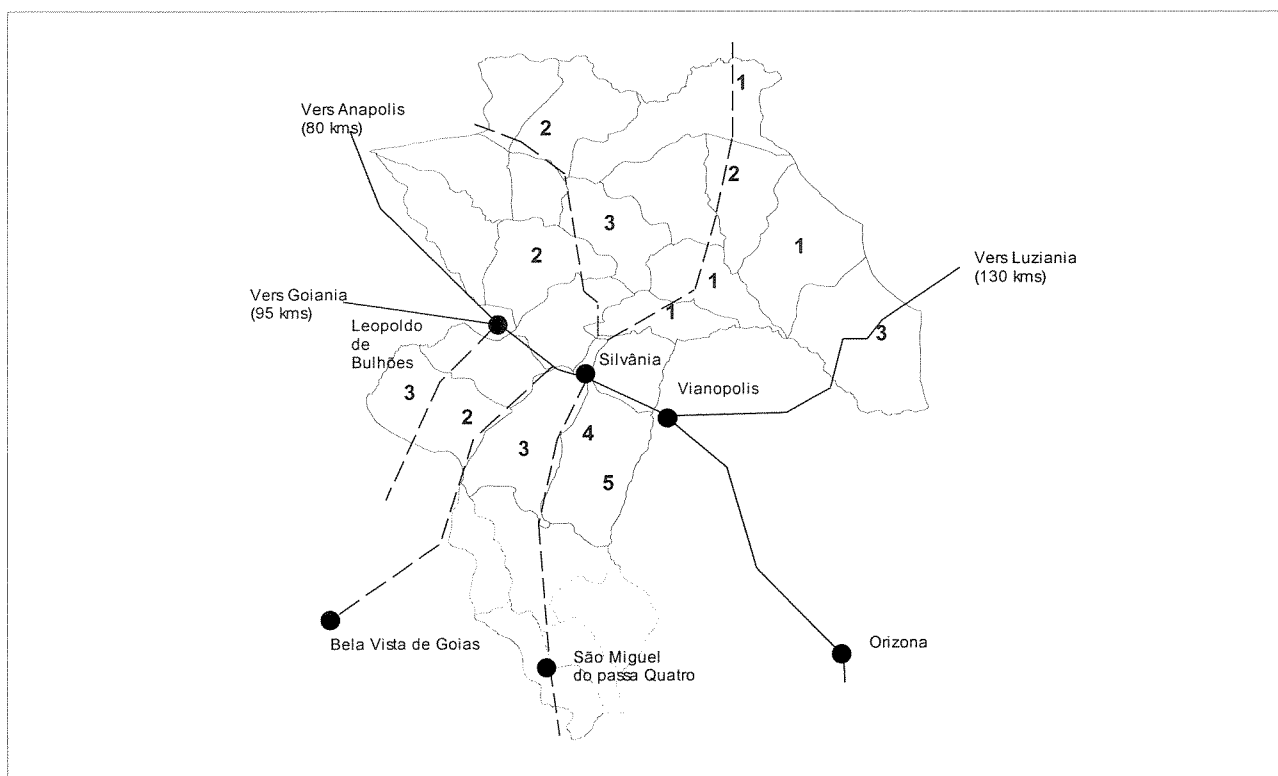 1
Vers Anapolis
(80 kms)
2
2
3
1
2
Vers Luziania
(130 kms)
1
Vers Goiania
(95 kms)
1
Leopoldo
de
Bulhões
3
Silvânia
Vianopolis
3
2
4
3
5
Bela Vista de Goias
São Miguel
do passa Quatro
Orizona